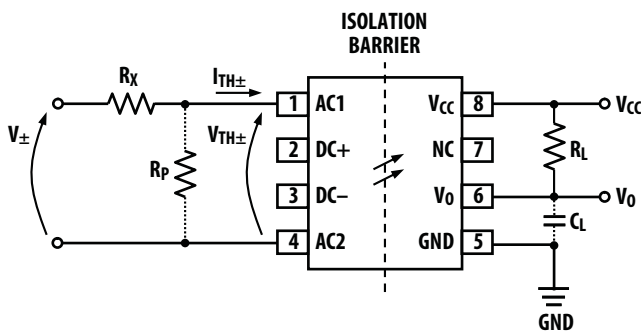 ISOLATION
BARRIER
RX
ITH±
V±
RP
VTH±
1 AC1
2 DC+
3 DC–
4 AC2
VCC 8
NC 7
VO 6
GND 5
VCC
RL
VO
CL
GND